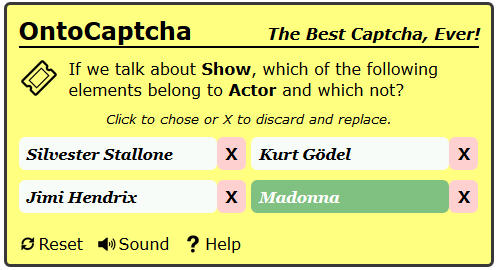 OntoCaptcha The Best Captcha, Ever!
If we talk about Show, which of the following
elements belong to Actor and which not?
Click to chose or X to discard and replace.
Silvester Stallone X Kurt Gödel X
Jimi Hendrix X Madonna X
Reset Sound Help